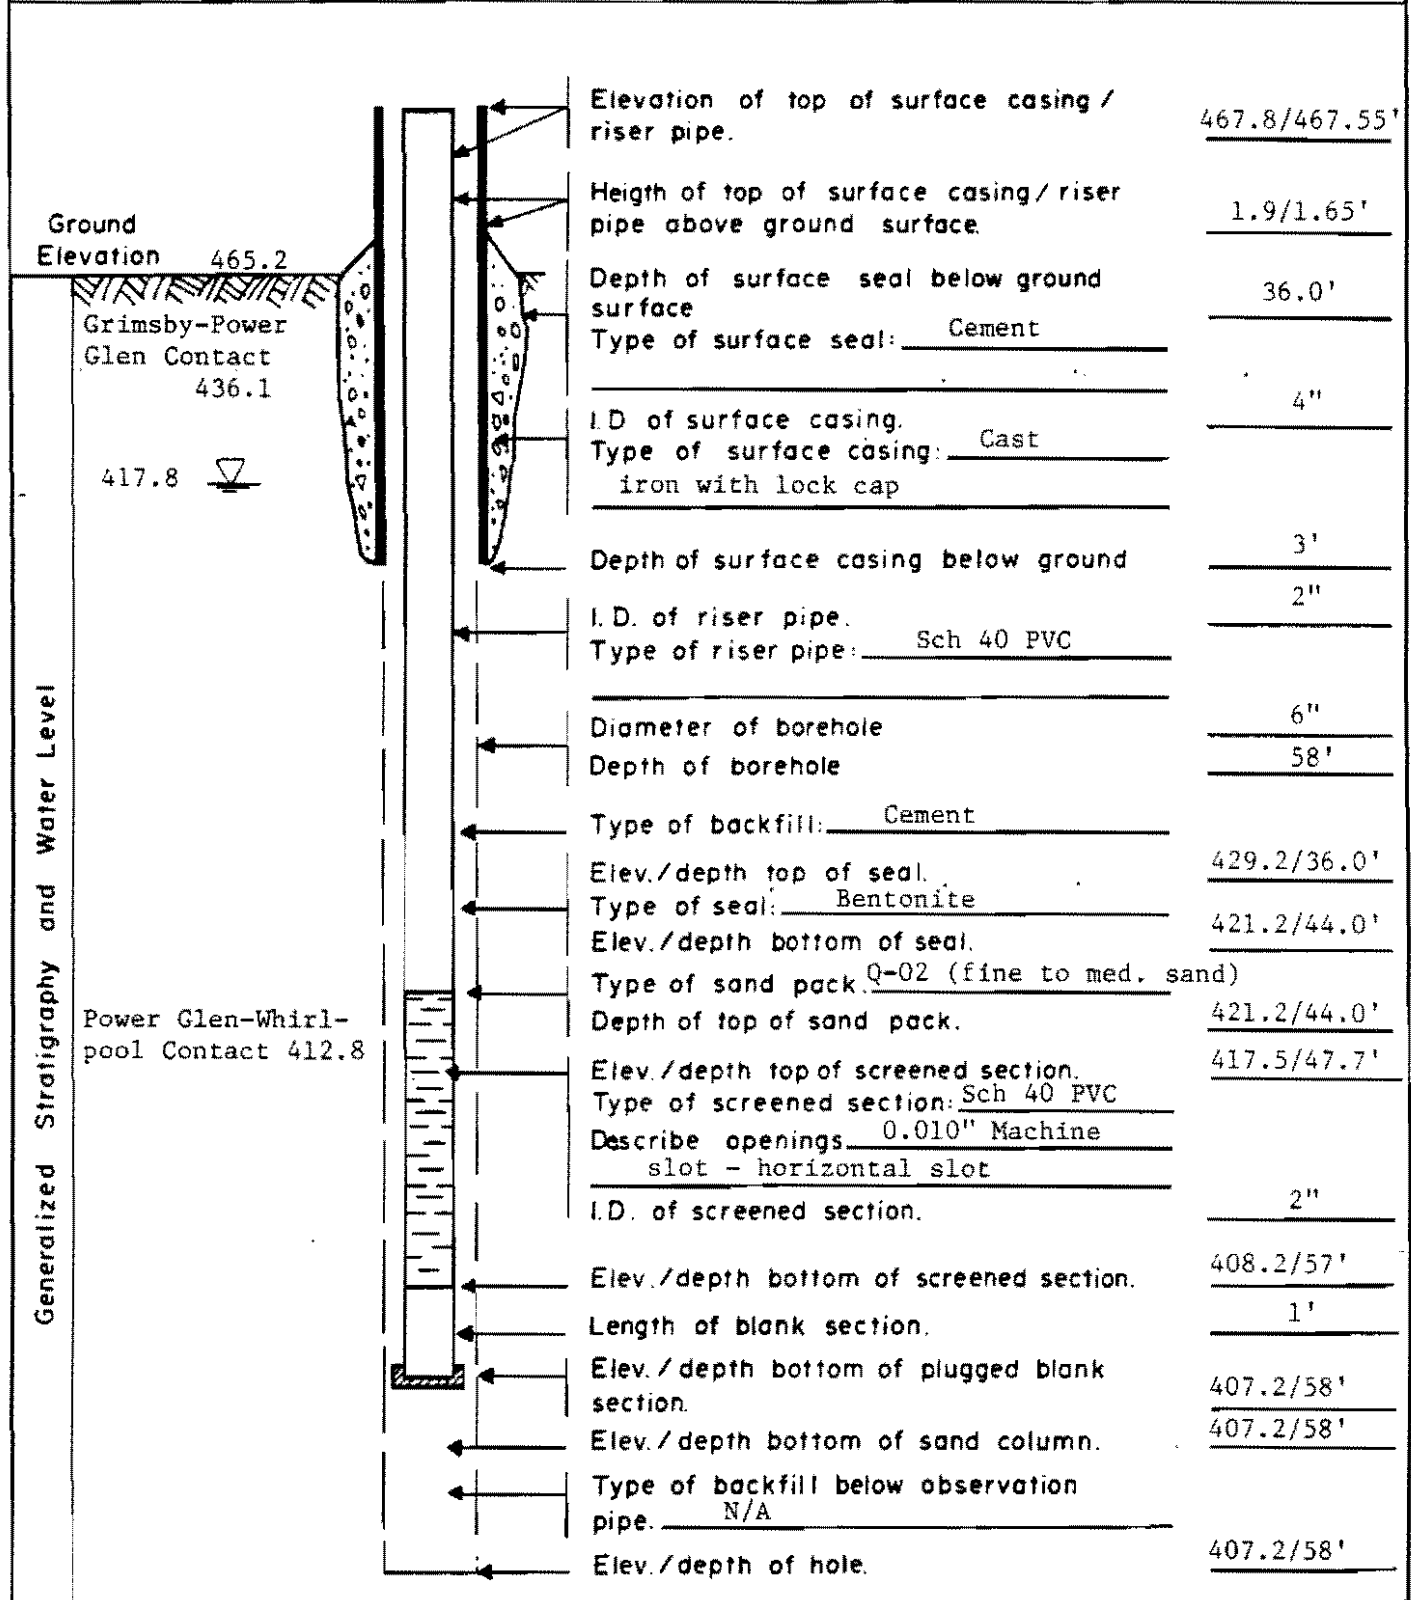 Elevation of top of surface casing /
riser pipe.
467.8/467.55'
Heigth of top of surface casing / riser
pipe above ground surface.
1.9/1.65'
Ground
Elevation 465.2
Depth of surface seal below ground
surface
36.0'
Type of surface seal: Cement
Grimsby-Power
Glen Contact
436.1
I.D of surface casing.
4"
Type of surface casing: Cast
iron with lock cap
417.8
Depth of surface casing below ground
3'
I.D. of riser pipe.
2"
Type of riser pipe: Sch 40 PVC
Diameter of borehole
6"
Depth of borehole
58'
Type of backfill: Cement
Elev./depth top of seal.
429.2/36.0'
Type of seal: Bentonite
Elev./depth bottom of seal.
421.2/44.0'
Type of sand pack. Q-02 (fine to med. sand)
Depth of top of sand pack.
421.2/44.0'
Power Glen-Whirl-
pool Contact 412.8
Elev./depth top of screened section.
417.5/47.7'
Type of screened section: Sch 40 PVC
Describe openings 0.010" Machine
slot - horizontal slot
I.D. of screened section.
2"
Elev./depth bottom of screened section.
408.2/57'
Length of blank section.
1'
Elev./depth bottom of plugged blank
section.
407.2/58'
Elev./depth bottom of sand column.
407.2/58'
Type of backfill below observation
pipe. N/A
Elev./depth of hole.
407.2/58'
Generalized Stratigraphy and Water Level